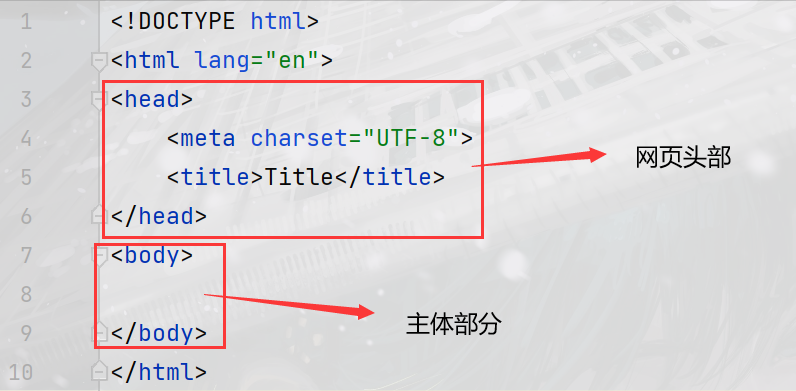 1 <!DOCTYPE html>
2 <html lang="en">
3 <head>
4 <meta charset="UTF-8">
5 <title>Title</title>
网页头部
6 </head>
7 <body>
8
主体部分
9 </body>
10 </html>